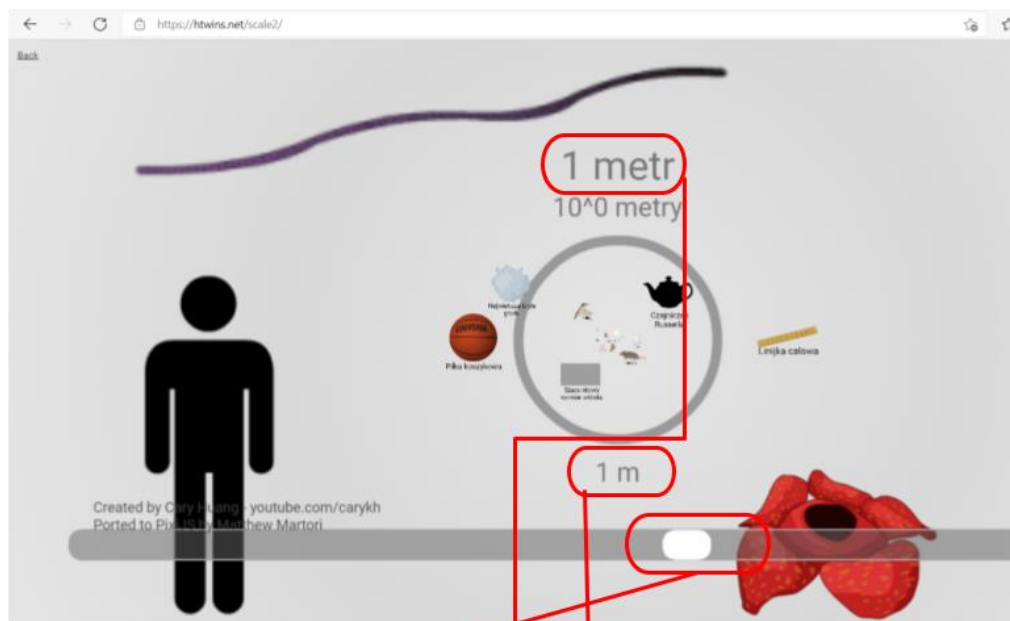 https://htwins.net/scale2/
Back
1 metr
10^0 metry
Czajniczek
Russella
Piłka koszykowa
Linijka calowa
1 m
Created by Cary Huang - youtube.com/carykh
Ported to PixiJS by Matthew Martori